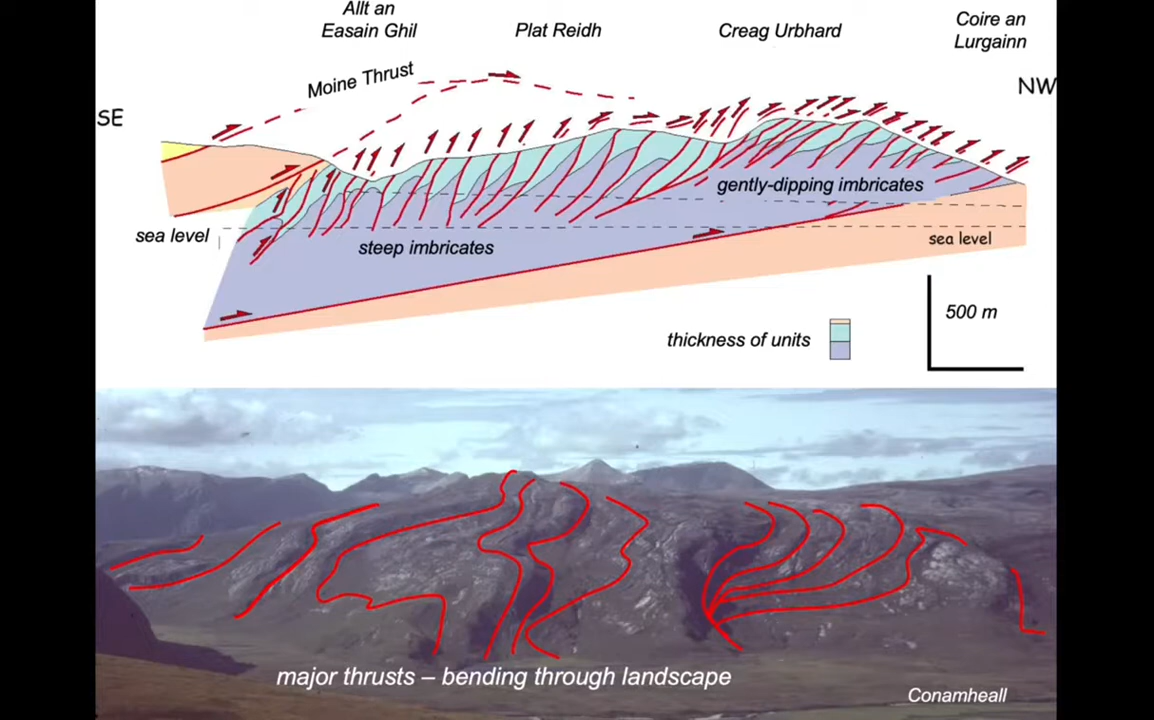 Allt an
Easain Ghil
Plat Reidh
Creag Urbhard
Coire an
Lurgainn
Moine Thrust
SE
NW
gently-dipping imbricates
sea level
steep imbricates
sea level
500 m
thickness of units
major thrusts – bending through landscape
Conamheall